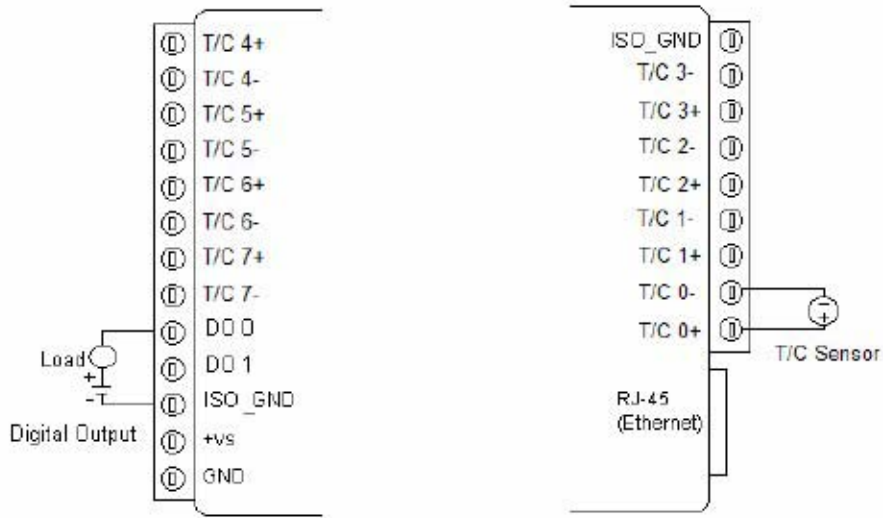 T/C 4+
T/C 4-
T/C 5+
T/C 5-
T/C 6+
T/C 6-
T/C 7+
T/C 7-
DO 0
DO 1
ISO_GND
+vs
GND
Load
+
-
Digital Output
ISO_GND
T/C 3-
T/C 3+
T/C 2-
T/C 2+
T/C 1-
T/C 1+
T/C 0-
T/C 0+
-
+
T/C Sensor
RJ-45
(Ethernet)